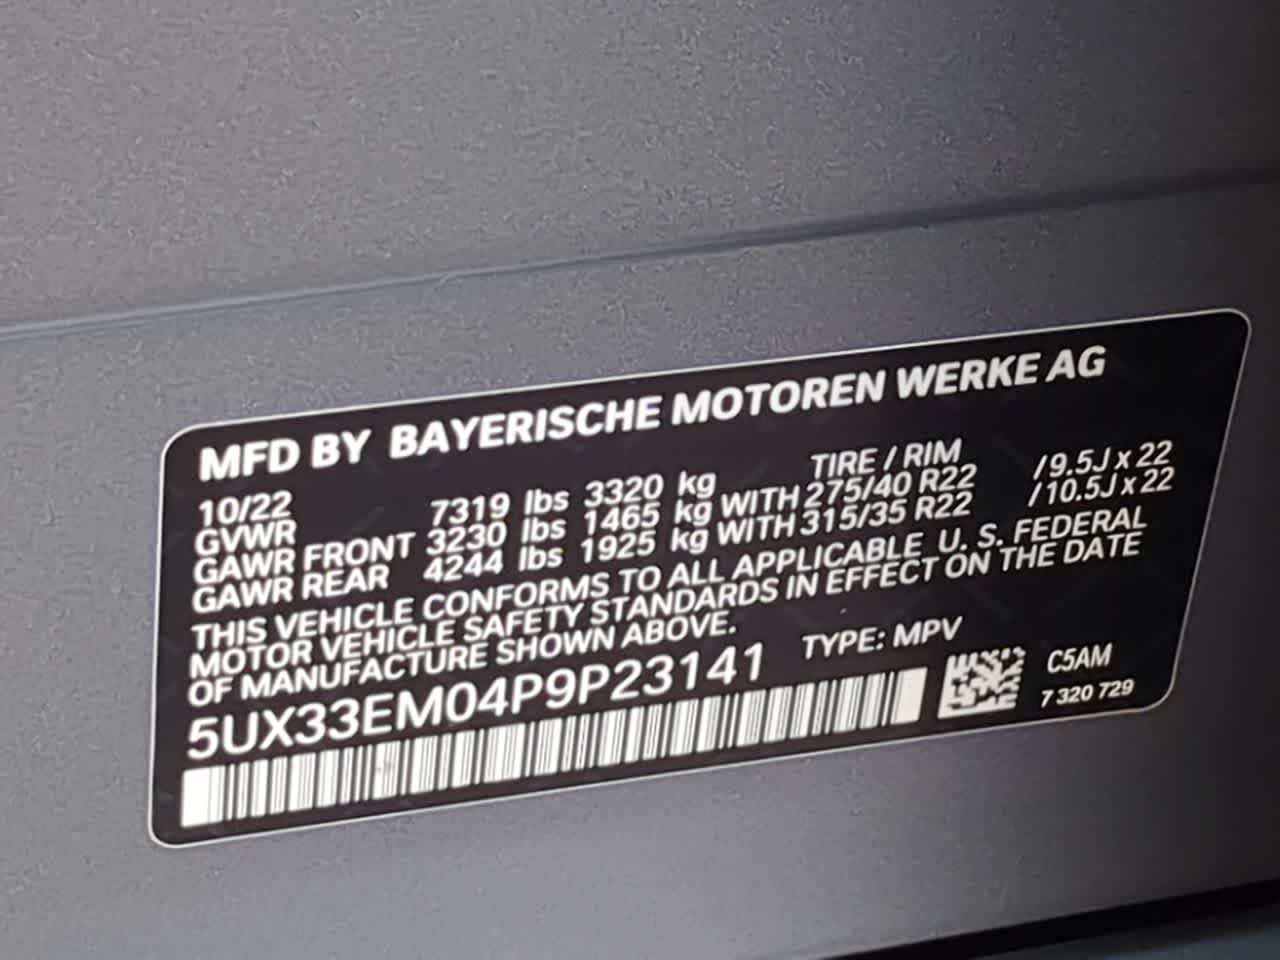 MFD BY BAYERISCHE MOTOREN WERKE AG
10/22 TIRE / RIM
GVWR 7319 lbs 3320 kg
GAWR FRONT 3230 lbs 1465 kg WITH 275/40 R22 /9.5J x 22
GAWR REAR 4244 lbs 1925 kg WITH 315/35 R22 /10.5J x 22
THIS VEHICLE CONFORMS TO ALL APPLICABLE U. S. FEDERAL
MOTOR VEHICLE SAFETY STANDARDS IN EFFECT ON THE DATE
OF MANUFACTURE SHOWN ABOVE.
5UX33EM04P9P23141 TYPE: MPV
C5AM
7 320 729